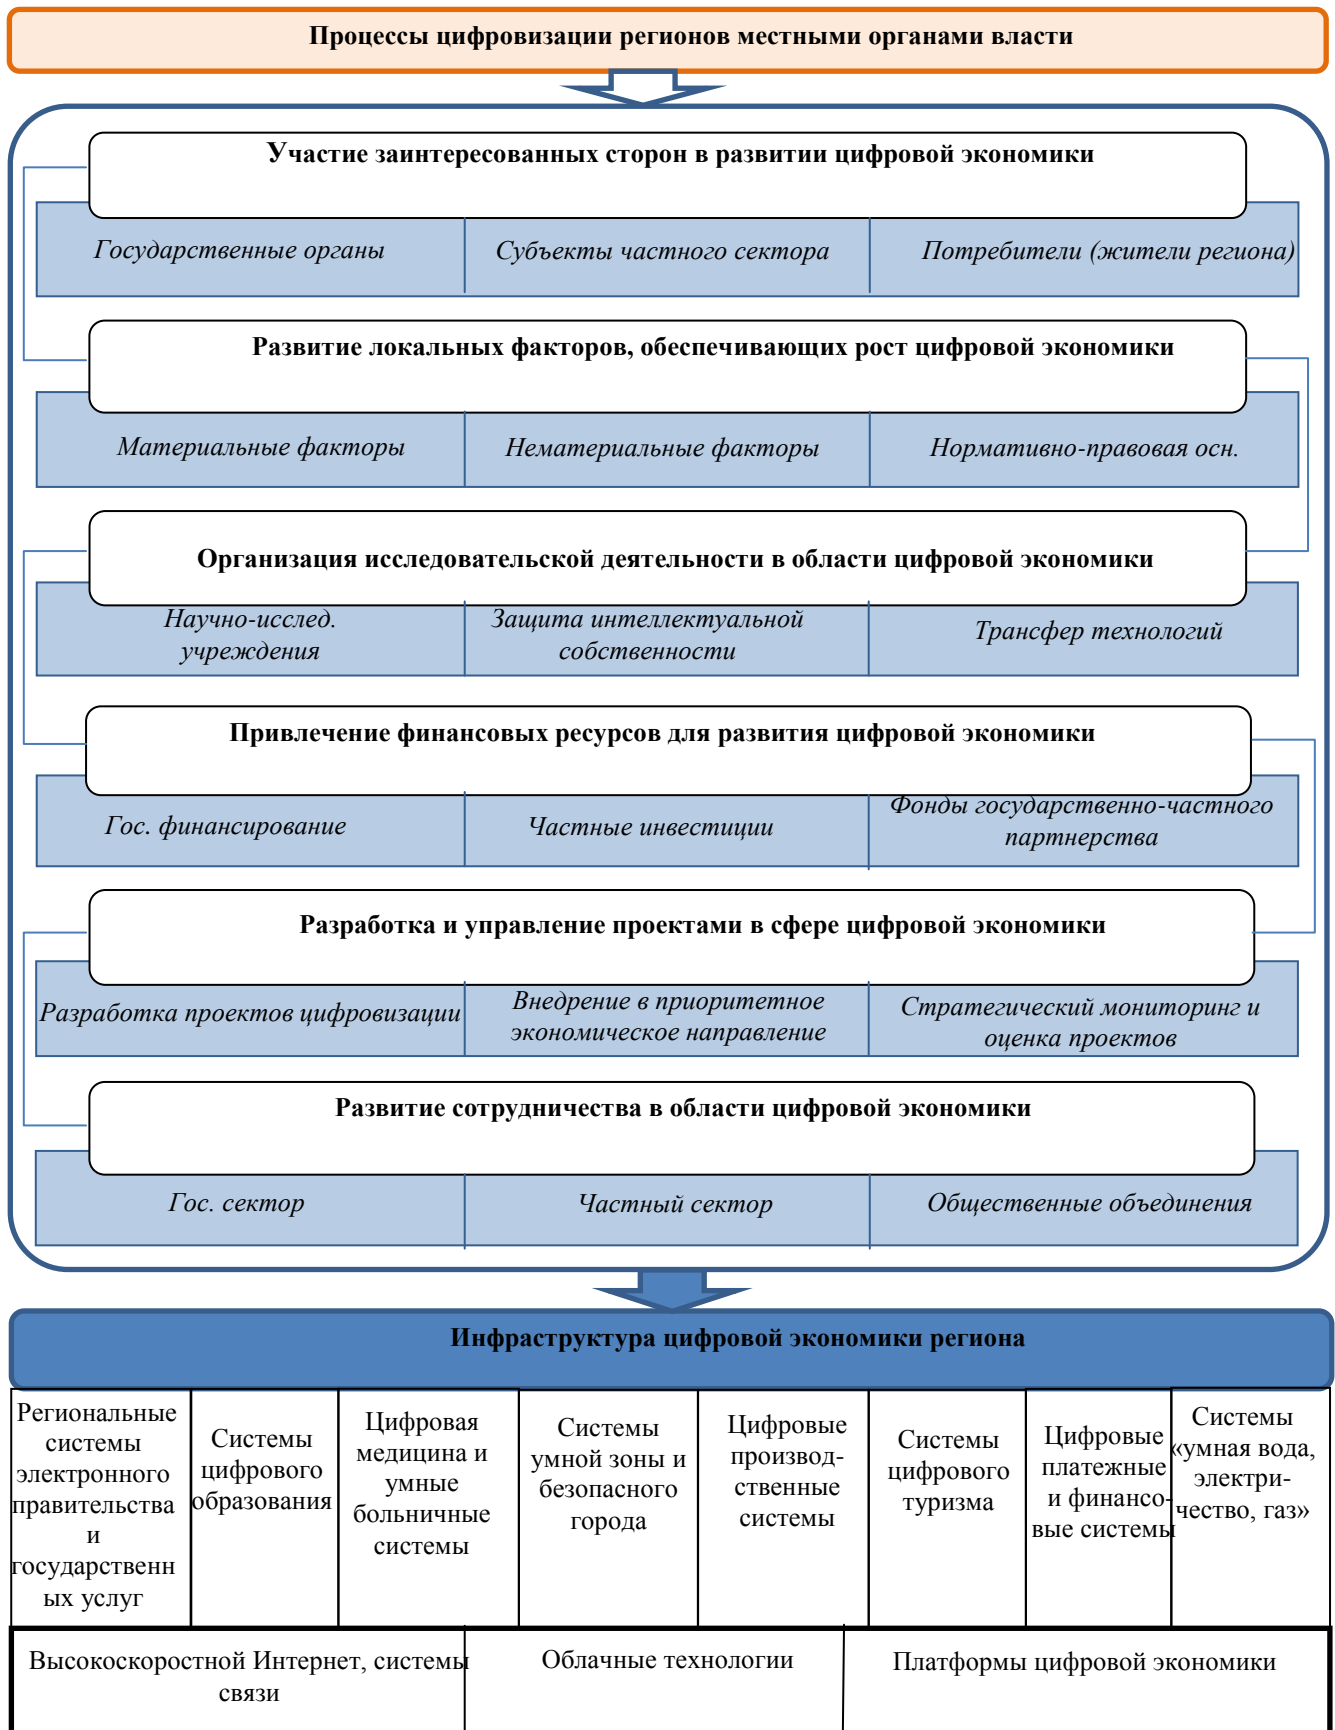 Процессы цифровизации регионов местными органами власти
Участие заинтересованных сторон в развитии цифровой экономики
Государственные органы
Субъекты частного сектора
Потребители (жители региона)
Развитие локальных факторов, обеспечивающих рост цифровой экономики
Материальные факторы
Нематериальные факторы
Нормативно-правовая осн.
Организация исследовательской деятельности в области цифровой экономики
Научно-исслед.
учреждения
Защита интеллектуальной
собственности
Трансфер технологий
Привлечение финансовых ресурсов для развития цифровой экономики
Гос. финансирование
Частные инвестиции
Фонды государственно-частного
партнерства
Разработка и управление проектами в сфере цифровой экономики
Разработка проектов цифровизации
Внедрение в приоритетное
экономическое направление
Стратегический мониторинг и
оценка проектов
Развитие сотрудничества в области цифровой экономики
Гос. сектор
Частный сектор
Общественные объединения
Инфраструктура цифровой экономики региона
Региональные
системы
электронного
правительства
и
государственн
ых услуг
Системы
цифрового
образования
Цифровая
медицина и
умные
больничные
системы
Системы
умной зоны и
безопасного
города
Цифровые
производ-
ственные
системы
Системы
цифрового
туризма
Цифровые
платежные
и финансо-
вые системы
Системы
«умная вода,
электри-
чество, газ»
Высокоскоростной Интернет, системы
связи
Облачные технологии
Платформы цифровой экономики